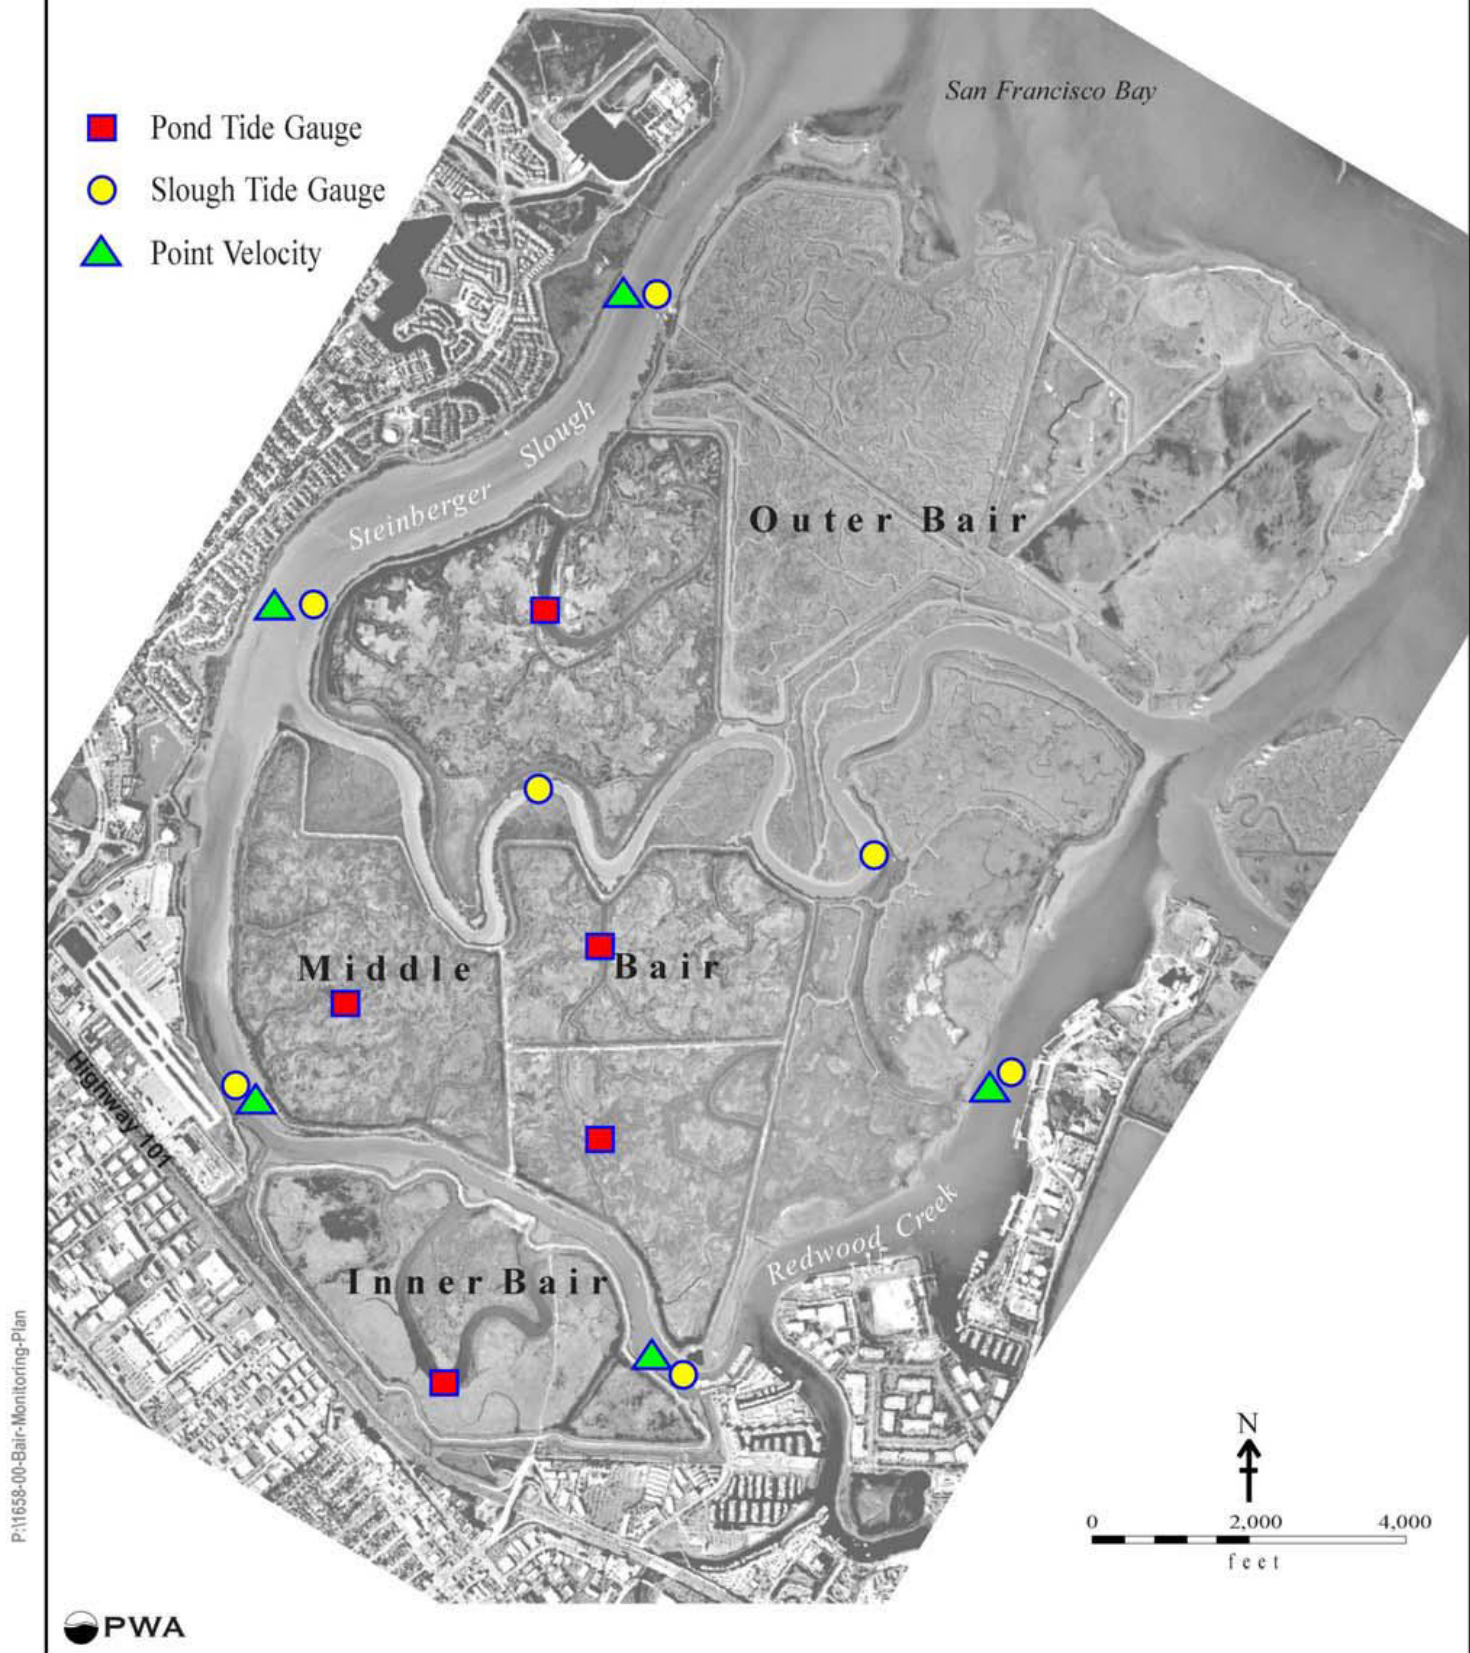 San Francisco Bay
Pond Tide Gauge
Slough Tide Gauge
Point Velocity
Steinberger Slough
Outer Bair
Middle Bair
Highway 101
Redwood Creek
Inner Bair
P:\1658-00-Bair-Monitoring-Plan
N
0 2,000 4,000
feet
PWA